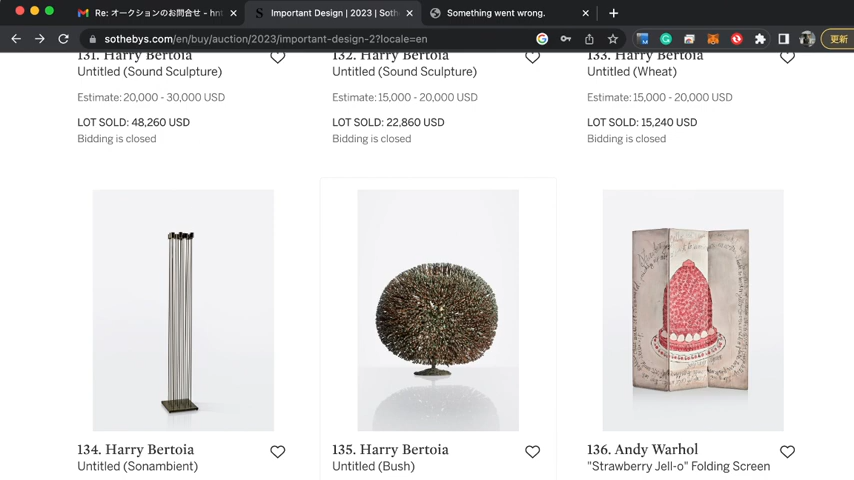 Re: オークションのお問合せ - hn
Important Design | 2023 | Soth
Something went wrong.
sothebys.com/en/buy/auction/2023/important-design-2?locale=en
更新
131. Harry Bertoia
132. Harry Bertoia
133. Harry Bertoia
Untitled (Sound Sculpture)
Untitled (Sound Sculpture)
Untitled (Wheat)
Estimate: 20,000 - 30,000 USD
Estimate: 15,000 - 20,000 USD
Estimate: 15,000 - 20,000 USD
LOT SOLD: 48,260 USD
LOT SOLD: 22,860 USD
LOT SOLD: 15,240 USD
Bidding is closed
Bidding is closed
Bidding is closed
134. Harry Bertoia
135. Harry Bertoia
136. Andy Warhol
Untitled (Sonambient)
Untitled (Bush)
"Strawberry Jell-o" Folding Screen